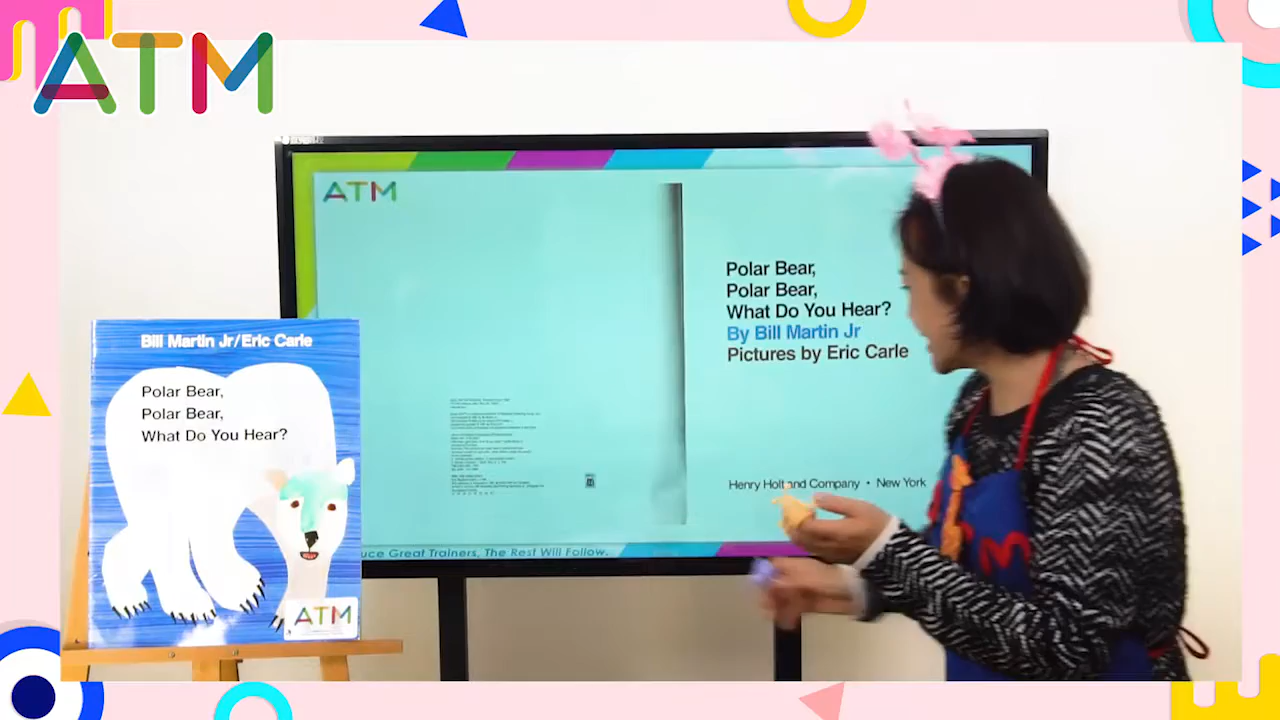 ATM
ATM
Polar Bear,
Polar Bear,
What Do You Hear?
By Bill Martin Jr
Pictures by Eric Carle
Henry Holt and Company • New York
uce Great Trainers, The Rest Will Follow.
Bill Martin Jr/Eric Carle
Polar Bear,
Polar Bear,
What Do You Hear?
ATM